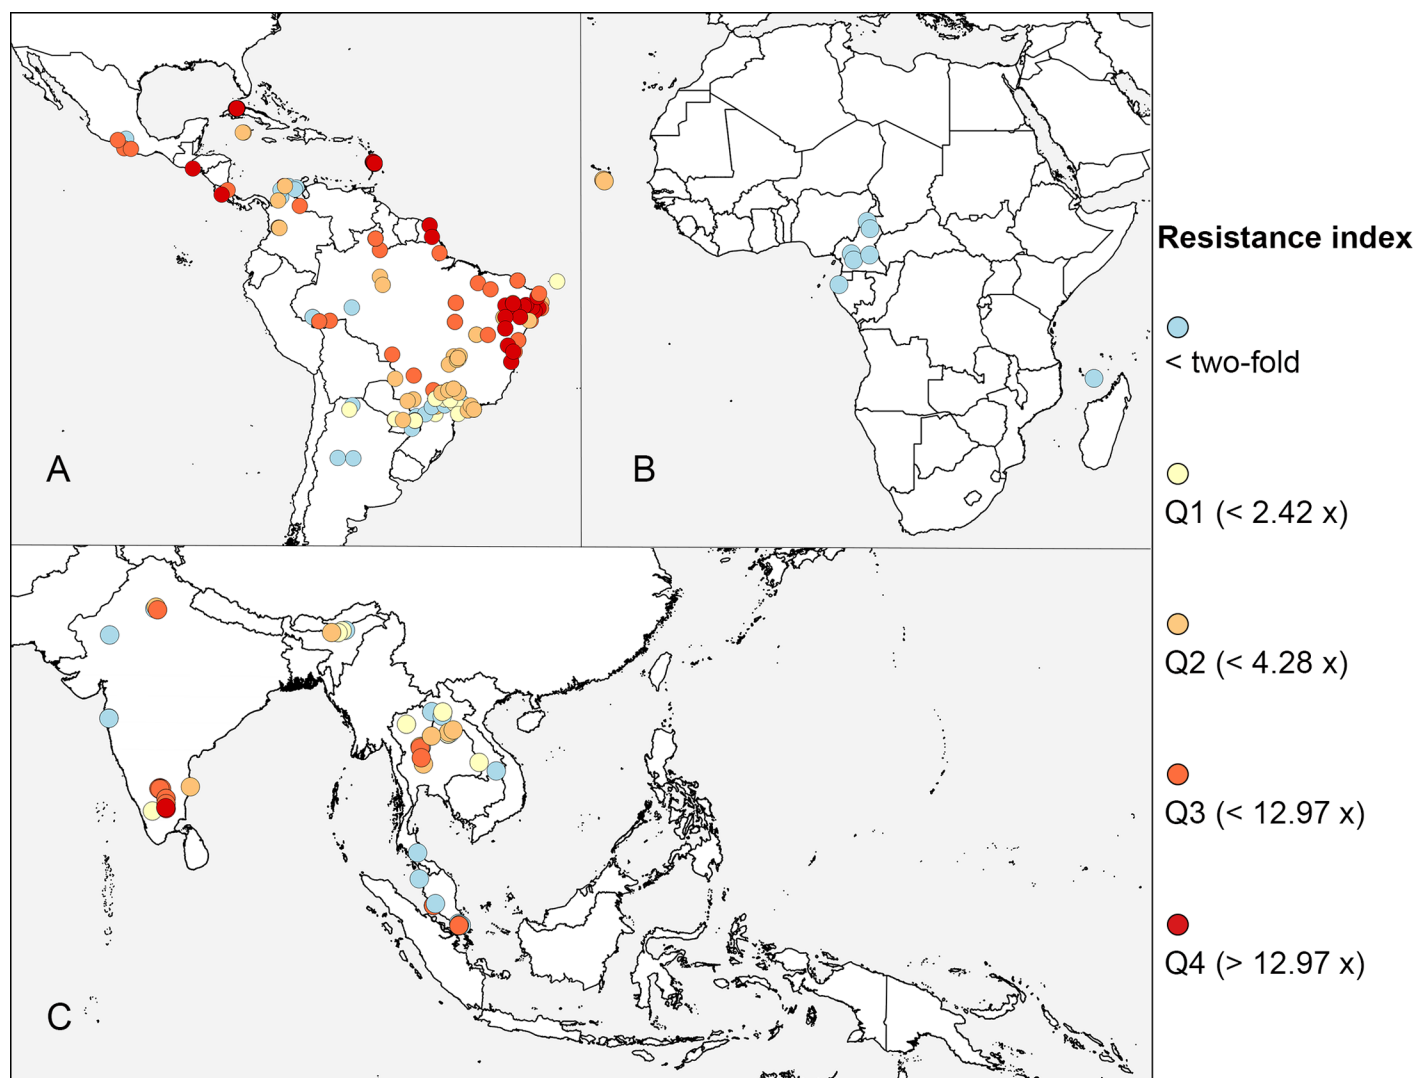 A
B
C
Resistance index
< two-fold
Q1 (< 2.42 x)
Q2 (< 4.28 x)
Q3 (< 12.97 x)
Q4 (> 12.97 x)